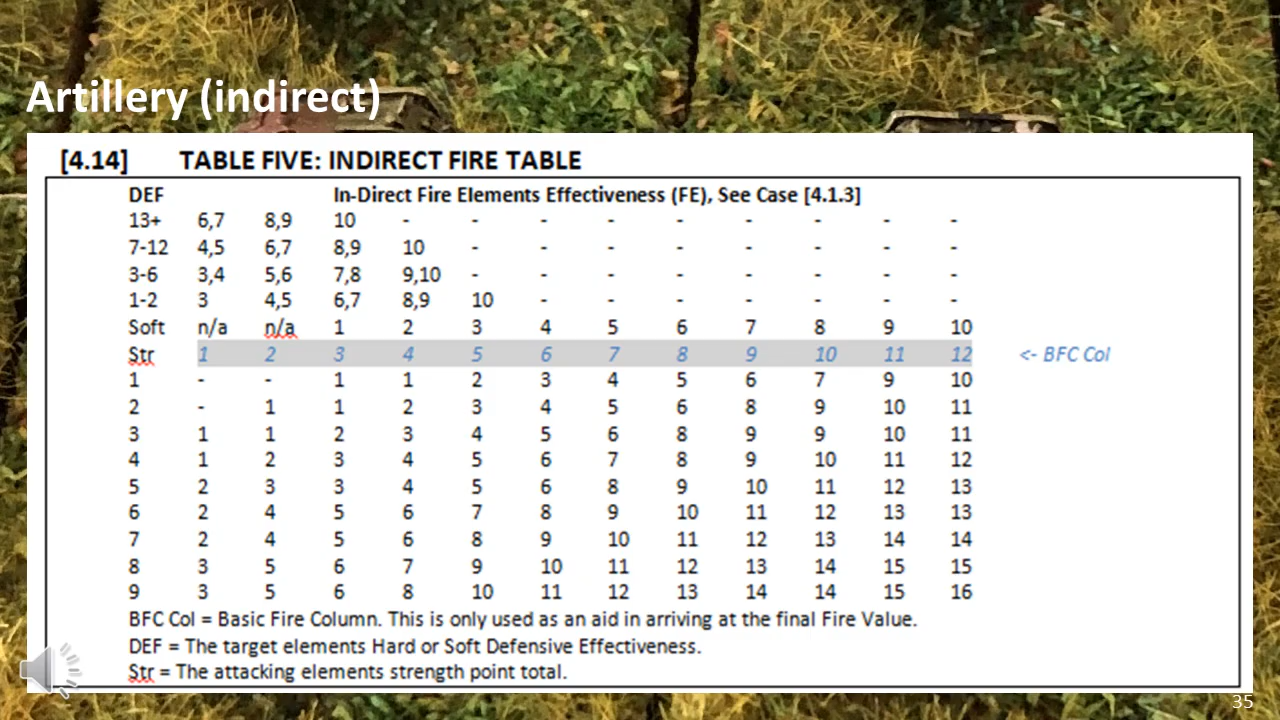 Artillery (indirect)
[4.14] TABLE FIVE: INDIRECT FIRE TABLE
DEF In-Direct Fire Elements Effectiveness (FE), See Case [4.1.3]
13+ 6,7 8,9 10 - - - - - - - - -
7-12 4,5 6,7 8,9 10 - - - - - - - -
3-6 3,4 5,6 7,8 9,10 - - - - - - - -
1-2 3 4,5 6,7 8,9 10 - - - - - - -
Soft n/a n/a 1 2 3 4 5 6 7 8 9 10
Str 1 2 3 4 5 6 7 8 9 10 11 12 <- BFC Col
1 - - 1 1 2 3 4 5 6 7 9 10
2 - 1 1 2 3 4 5 6 8 9 10 11
3 1 1 2 3 4 5 6 8 9 9 10 11
4 1 2 3 4 5 6 7 8 9 10 11 12
5 2 3 3 4 5 6 8 9 10 11 12 13
6 2 4 5 6 7 8 9 10 11 12 13 13
7 2 4 5 6 8 9 10 11 12 13 14 14
8 3 5 6 7 9 10 11 12 13 14 15 15
9 3 5 6 8 10 11 12 13 14 14 15 16
BFC Col = Basic Fire Column. This is only used as an aid in arriving at the final Fire Value.
DEF = The target elements Hard or Soft Defensive Effectiveness.
Str = The attacking elements strength point total.
35